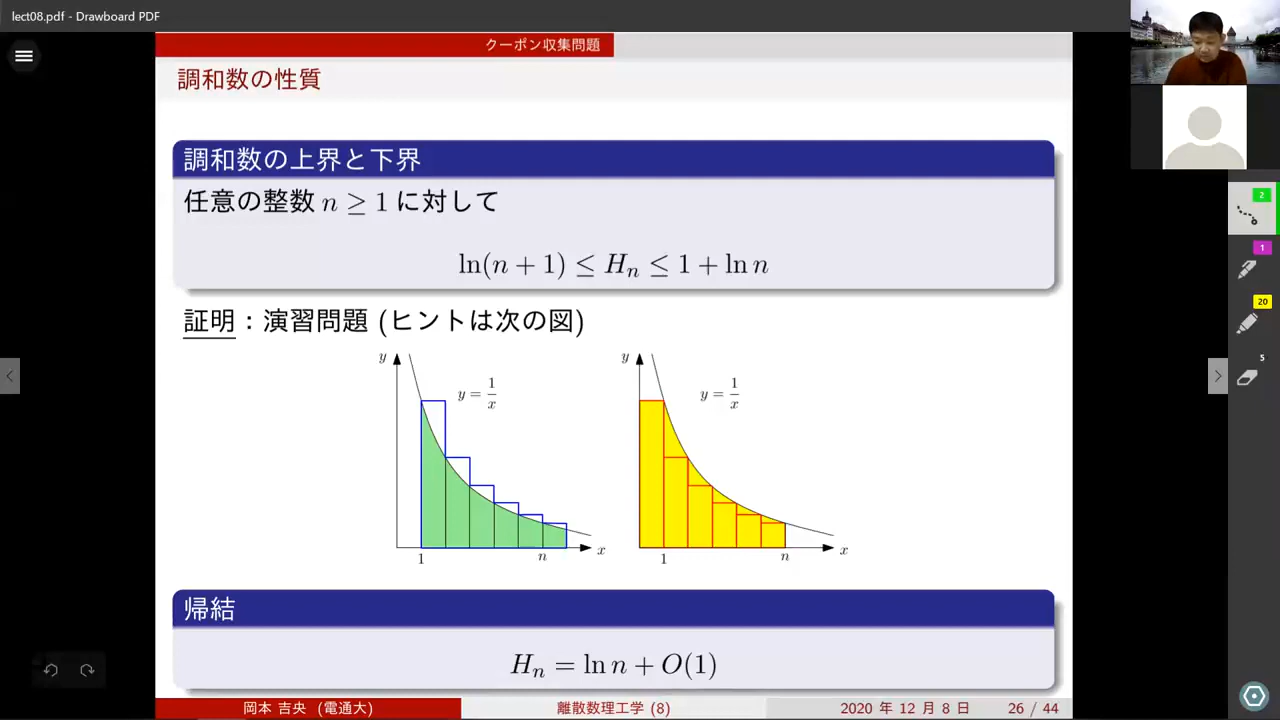 lect08.pdf - Drawboard PDF
クーポン収集問題
調和数の性質
調和数の上界と下界
任意の整数 n ≥ 1 に対して
ln(n + 1) ≤ H_n ≤ 1 + ln n
証明：演習問題 (ヒントは次の図)
y
y = 1/x
1
n
x
y
y = 1/x
1
n
x
帰結
H_n = ln n + O(1)
岡本 吉央 (電通大)
離散数理工学 (8)
2020 年 12 月 8 日
26 / 44
2
1
20
5